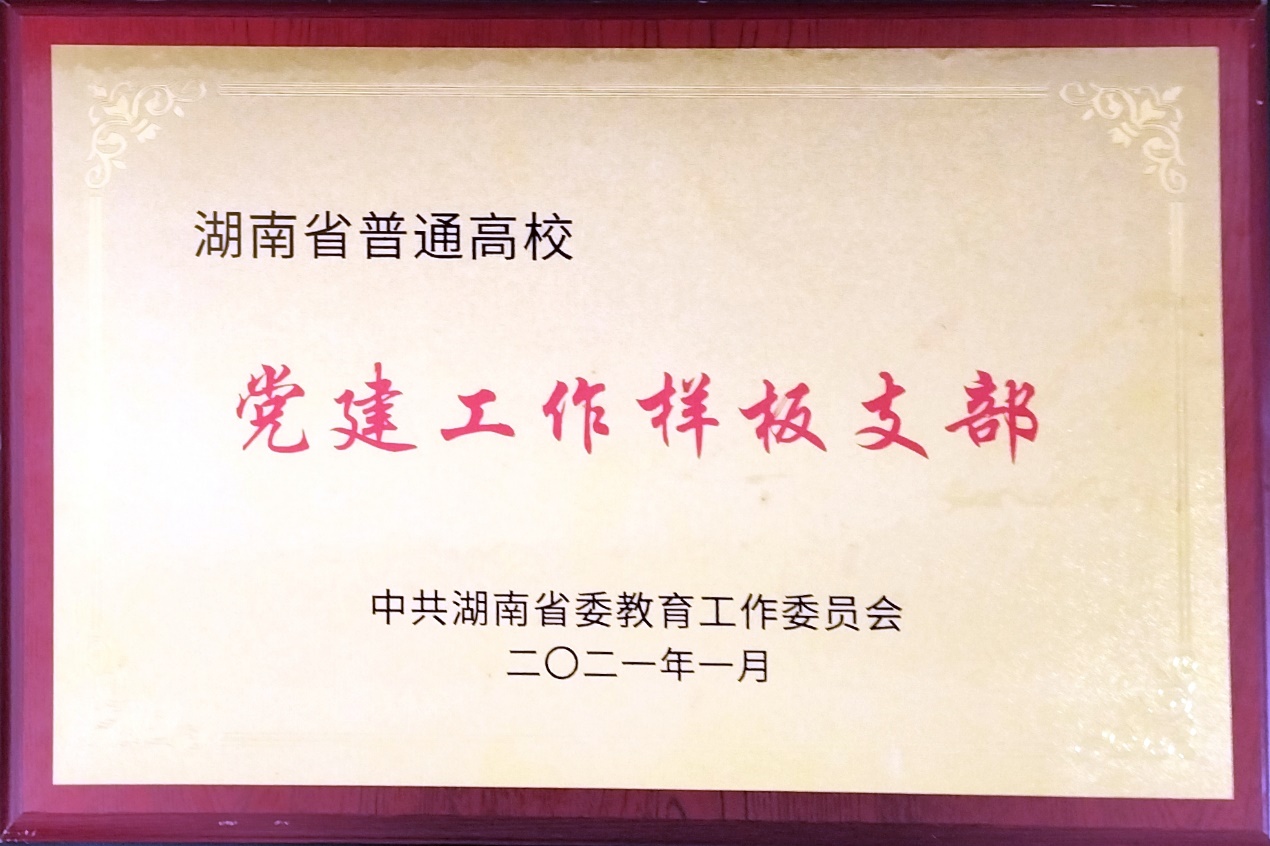 湖南省普通高校
党建工作样板支部
中共湖南省委教育工作委员会
二〇二一年一月